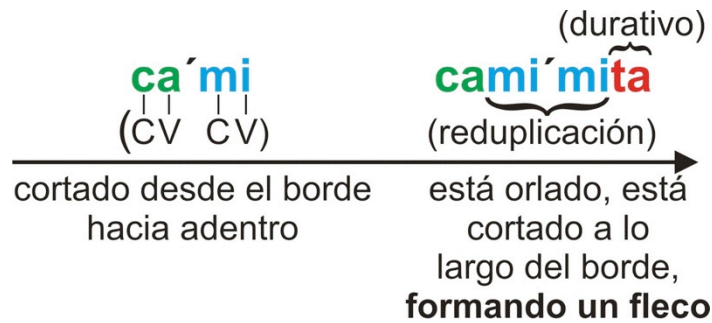 (durativo)
ca´mi cami´mita
(CV CV) (reduplicación)
cortado desde el borde está orlado, está
hacia adentro cortado a lo
largo del borde,
formando un fleco